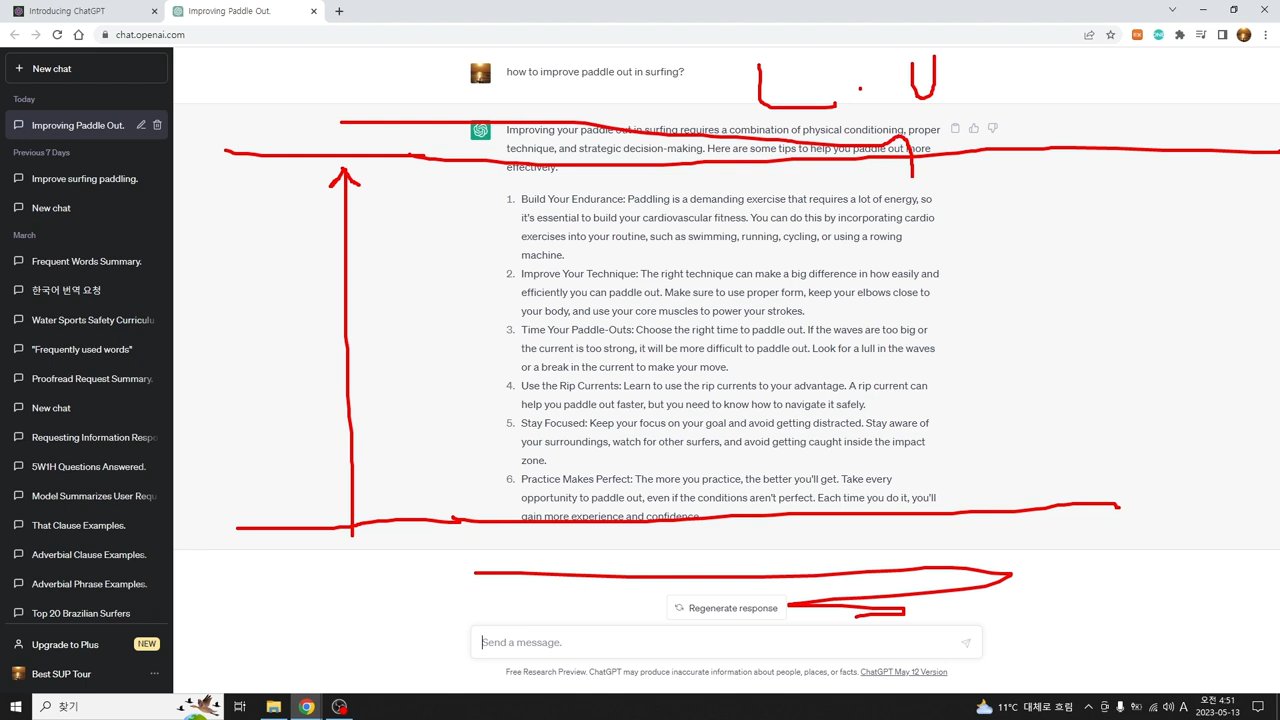 Introducing ChatGPT
Improving Paddle Out.
chat.openai.com
New chat
Today
Improving Paddle Out.
Previous 7 Days
Improve surfing paddling.
New chat
March
Frequent Words Summary.
한국어 번역 요청
Water Sports Safety Curriculu
"Frequently used words"
Proofread Request Summary.
New chat
Requesting Information Respo
5W1H Questions Answered.
Model Summarizes User Requ
That Clause Examples.
Adverbial Clause Examples.
Adverbial Phrase Examples.
Top 20 Brazilian Surfers
Upgrade to Plus NEW
Best SUP Tour
how to improve paddle out in surfing?
L . U
Improving your paddle out in surfing requires a combination of physical conditioning, proper
technique, and strategic decision-making. Here are some tips to help you paddle out more
effectively:
1. Build Your Endurance: Paddling is a demanding exercise that requires a lot of energy, so
it's essential to build your cardiovascular fitness. You can do this by incorporating cardio
exercises into your routine, such as swimming, running, cycling, or using a rowing
machine.
2. Improve Your Technique: The right technique can make a big difference in how easily and
efficiently you can paddle out. Make sure to use proper form, keep your elbows close to
your body, and use your core muscles to power your strokes.
3. Time Your Paddle-Outs: Choose the right time to paddle out. If the waves are too big or
the current is too strong, it will be more difficult to paddle out. Look for a lull in the waves
or a break in the current to make your move.
4. Use the Rip Currents: Learn to use the rip currents to your advantage. A rip current can
help you paddle out faster, but you need to know how to navigate it safely.
5. Stay Focused: Keep your focus on your goal and avoid getting distracted. Stay aware of
your surroundings, watch for other surfers, and avoid getting caught inside the impact
zone.
6. Practice Makes Perfect: The more you practice, the better you'll get. Take every
opportunity to paddle out, even if the conditions aren't perfect. Each time you do it, you'll
gain more experience and confidence.
Regenerate response
Send a message.
Free Research Preview. ChatGPT may produce inaccurate information about people, places, or facts. ChatGPT May 12 Version
찾기
11°C 대체로 흐림
A
오전 4:51
2023-05-13